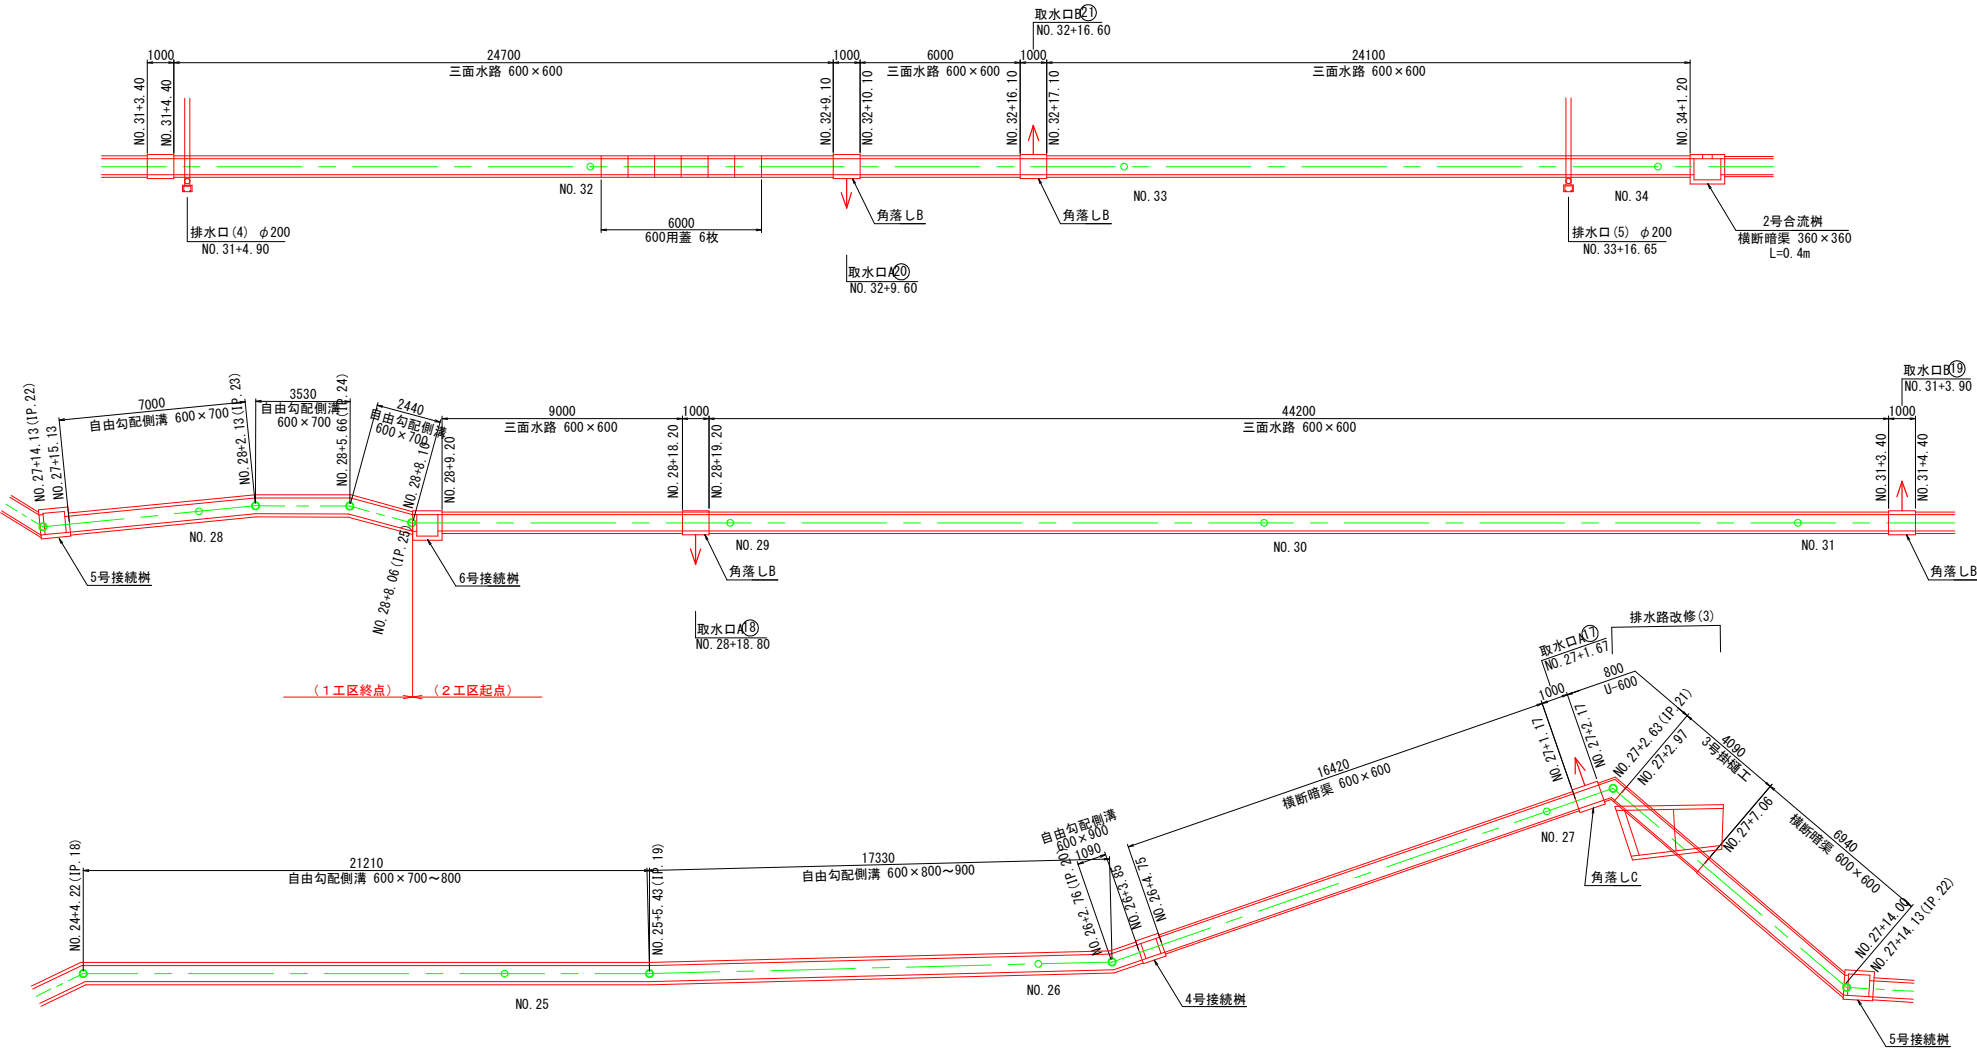 取水口B㉑
NO.32+16.60
1000
24700
三面水路 600×600
1000
6000
三面水路 600×600
1000
24100
三面水路 600×600
NO.31+3.40
NO.31+4.40
NO.32+9.10
NO.32+10.10
NO.32+16.10
NO.32+17.10
NO.34+1.20
NO.32
NO.33
NO.34
排水口(4) φ200
NO.31+4.90
6000
600用蓋 6枚
角落しB
角落しB
取水口A⑳
NO.32+9.60
排水口(5) φ200
NO.33+16.65
2号合流桝
横断暗渠 360×360
L=0.4m
取水口B⑲
NO.31+3.90
NO.27+14.13(IP.22)
NO.27+15.13
7000
自由勾配側溝 600×700
NO.28+2.13(IP.23)
3530
自由勾配側溝
600×700
NO.28+5.66(IP.24)
2440
自由勾配側溝
600×700
NO.28+8.10
NO.28+9.20
9000
三面水路 600×600
1000
NO.28+18.20
NO.28+19.20
44200
三面水路 600×600
1000
NO.31+3.40
NO.31+4.40
NO.28
NO.29
NO.30
NO.31
5号接続桝
NO.28+8.06(IP.25)
6号接続桝
角落しB
角落しB
取水口A⑱
NO.28+18.80
(1工区終点)
(2工区起点)
排水路改修(3)
取水口A⑰
NO.27+1.67
1000
800
U-600
NO.27+1.17
NO.27+2.17
NO.27+2.63(IP.21)
NO.27+2.97
4090
3号掛樋工
NO.27+7.06
6940
横断暗渠 600×600
NO.27+14.00
NO.27+14.13(IP.22)
16420
横断暗渠 600×600
自由勾配側溝
600×900
1090
NO.26+2.76(IP.20)
NO.26+3.85
NO.26+4.75
NO.24+4.22(IP.18)
21210
自由勾配側溝 600×700～800
NO.25+5.43(IP.19)
17330
自由勾配側溝 600×800～900
NO.25
NO.26
NO.27
角落しC
4号接続桝
5号接続桝